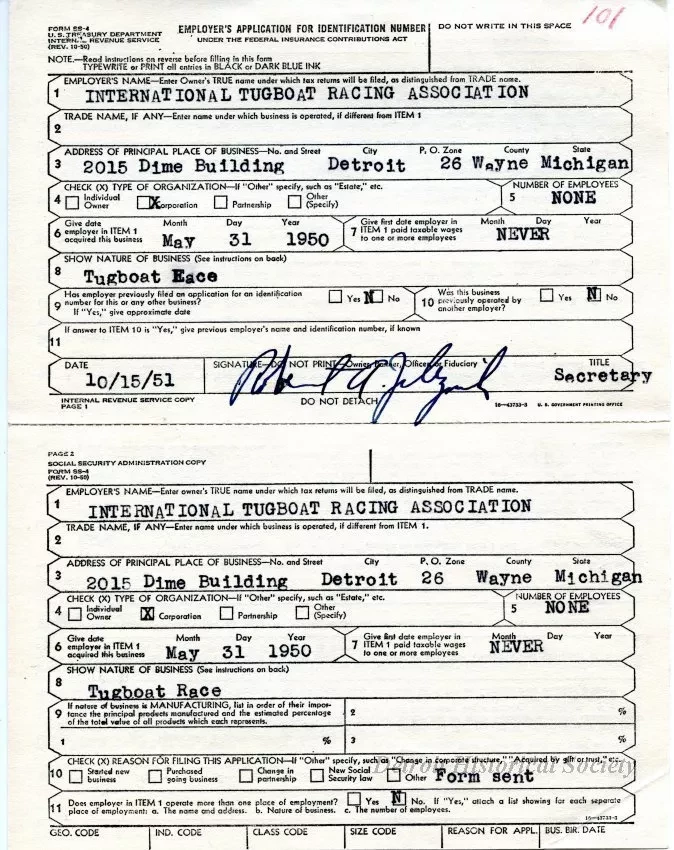 FORM SS-4
U. S. TREASURY DEPARTMENT
INTERNAL REVENUE SERVICE
(REV. 10-50)
EMPLOYER'S APPLICATION FOR IDENTIFICATION NUMBER
UNDER THE FEDERAL INSURANCE CONTRIBUTIONS ACT
DO NOT WRITE IN THIS SPACE
101
NOTE.—Read instructions on reverse before filling in this form
TYPEWRITE or PRINT all entries in BLACK or DARK BLUE INK
EMPLOYER'S NAME—Enter Owner's TRUE name under which tax returns will be filed, as distinguished from TRADE name.
1 INTERNATIONAL TUGBOAT RACING ASSOCIATION
TRADE NAME, IF ANY—Enter name under which business is operated, if different from ITEM 1
2
ADDRESS OF PRINCIPAL PLACE OF BUSINESS—No. and Street City P. O. Zone County State
3 2015 Dime Building Detroit 26 Wayne Michigan
CHECK (X) TYPE OF ORGANIZATION—If "Other" specify, such as "Estate," etc.
4 Individual Owner X Corporation Partnership Other (Specify)
NUMBER OF EMPLOYEES
5 NONE
6 Give date employer in ITEM 1 acquired this business Month Day Year
May 31 1950
7 Give first date employer in ITEM 1 paid taxable wages to one or more employees Month Day Year
NEVER
SHOW NATURE OF BUSINESS (See instructions on back)
8 Tugboat Race
9 Has employer previously filed an application for an identification number for this or any other business? Yes X No
If "Yes," give approximate date
10 Was this business previously operated by another employer? Yes X No
If answer to ITEM 10 is "Yes," give previous employer's name and identification number, if known
11
DATE
10/15/51
SIGNATURE—DO NOT PRINT—Owner, Partner, Officer or Fiduciary
TITLE
Secretary
INTERNAL REVENUE SERVICE COPY
PAGE 1
DO NOT DETACH
16—43733-3 U. S. GOVERNMENT PRINTING OFFICE
PAGE 2
SOCIAL SECURITY ADMINISTRATION COPY
FORM SS-4
(REV. 10-50)
EMPLOYER'S NAME—Enter owner's TRUE name under which tax returns will be filed, as distinguished from TRADE name.
1 INTERNATIONAL TUGBOAT RACING ASSOCIATION
TRADE NAME, IF ANY—Enter name under which business is operated, if different from ITEM 1.
2
ADDRESS OF PRINCIPAL PLACE OF BUSINESS—No. and Street City P. O. Zone County State
3 2015 Dime Building Detroit 26 Wayne Michigan
CHECK (X) TYPE OF ORGANIZATION—If "Other" specify, such as "Estate," etc.
4 Individual Owner X Corporation Partnership Other (Specify)
NUMBER OF EMPLOYEES
5 NONE
6 Give date employer in ITEM 1 acquired this business Month Day Year
May 31 1950
7 Give first date employer in ITEM 1 paid taxable wages to one or more employees Month Day Year
NEVER
SHOW NATURE OF BUSINESS (See instructions on back)
8 Tugboat Race
9 If nature of business is MANUFACTURING, list in order of their importance the principal products manufactured and the estimated percentage of the total value of all products which each represents.
2 %
1 % 3 %
CHECK (X) REASON FOR FILING THIS APPLICATION—If "Other" specify, such as "Change in corporate structure," "Acquired by gift or trust," etc.
10 Started new business Purchased going business Change in partnership New Social Security law Other Form sent
Detroit Historical Society
11 Does employer in ITEM 1 operate more than one place of employment? Yes X No. If "Yes," attach a list showing for each separate
place of employment: a. The name and address. b. Nature of business. c. The number of employees.
16—43733-3
GEO. CODE IND. CODE CLASS CODE SIZE CODE REASON FOR APPL. BUS. BIR. DATE